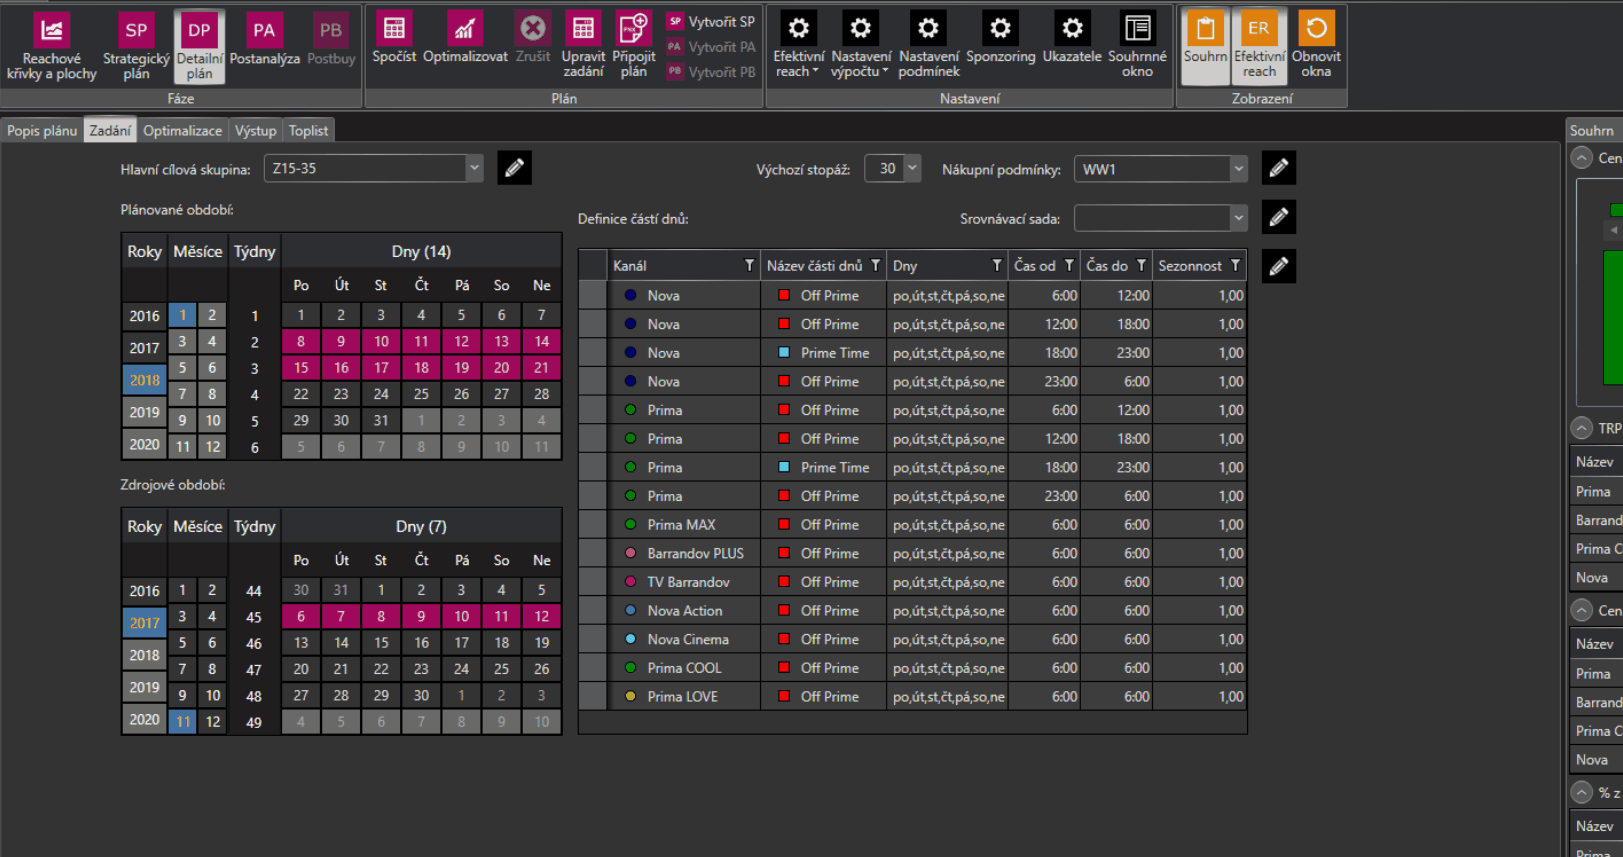 SP DP PA PB
Reachové křivky a plochy
Strategický plán
Detailní plán
Postanalýza
Postbuy
Fáze
Spočíst
Optimalizovat
Zrušit
Upravit zadání
Připojit plán
SP Vytvořit SP
PA Vytvořit PA
PB Vytvořit PB
Plán
Efektivní reach
Nastavení výpočtu
Nastavení podmínek
Sponzoring
Ukazatele
Souhrnné okno
Nastavení
Souhrn
ER Efektivní reach
Obnovit okna
Zobrazení
Popis plánu Zadání Optimalizace Výstup Toplist
Hlavní cílová skupina: Z15-35
Výchozí stopáž: 30 Nákupní podmínky: WW1
Plánované období:
Definice částí dnů: Srovnávací sada:
Roky Měsíce Týdny Dny (14)
Po Út St Čt Pá So Ne
2016 1 2 1 1 2 3 4 5 6 7
2017 3 4 2 8 9 10 11 12 13 14
2018 5 6 3 15 16 17 18 19 20 21
7 8 4 22 23 24 25 26 27 28
2019 9 10 5 29 30 31 1 2 3 4
2020 11 12 6 5 6 7 8 9 10 11
Zdrojové období:
Roky Měsíce Týdny Dny (7)
Po Út St Čt Pá So Ne
2016 1 2 44 30 31 1 2 3 4 5
2017 3 4 45 6 7 8 9 10 11 12
2018 5 6 46 13 14 15 16 17 18 19
7 8 47 20 21 22 23 24 25 26
2019 9 10 48 27 28 29 30 1 2 3
2020 11 12 49 4 5 6 7 8 9 10
Kanál Název části dnů Dny Čas od Čas do Sezonnost
Nova Off Prime po,út,st,čt,pá,so,ne 6:00 12:00 1,00
Nova Off Prime po,út,st,čt,pá,so,ne 12:00 18:00 1,00
Nova Prime Time po,út,st,čt,pá,so,ne 18:00 23:00 1,00
Nova Off Prime po,út,st,čt,pá,so,ne 23:00 6:00 1,00
Prima Off Prime po,út,st,čt,pá,so,ne 6:00 12:00 1,00
Prima Off Prime po,út,st,čt,pá,so,ne 12:00 18:00 1,00
Prima Prime Time po,út,st,čt,pá,so,ne 18:00 23:00 1,00
Prima Off Prime po,út,st,čt,pá,so,ne 23:00 6:00 1,00
Prima MAX Off Prime po,út,st,čt,pá,so,ne 6:00 6:00 1,00
Barrandov PLUS Off Prime po,út,st,čt,pá,so,ne 6:00 6:00 1,00
TV Barrandov Off Prime po,út,st,čt,pá,so,ne 6:00 6:00 1,00
Nova Action Off Prime po,út,st,čt,pá,so,ne 6:00 6:00 1,00
Nova Cinema Off Prime po,út,st,čt,pá,so,ne 6:00 6:00 1,00
Prima COOL Off Prime po,út,st,čt,pá,so,ne 6:00 6:00 1,00
Prima LOVE Off Prime po,út,st,čt,pá,so,ne 6:00 6:00 1,00
Souhrn
Cen
TRP
Název
Prima
Barrand
Prima C
Nova
Cen
Název
Prima
Barrand
Prima C
Nova
% z
Název
Prima